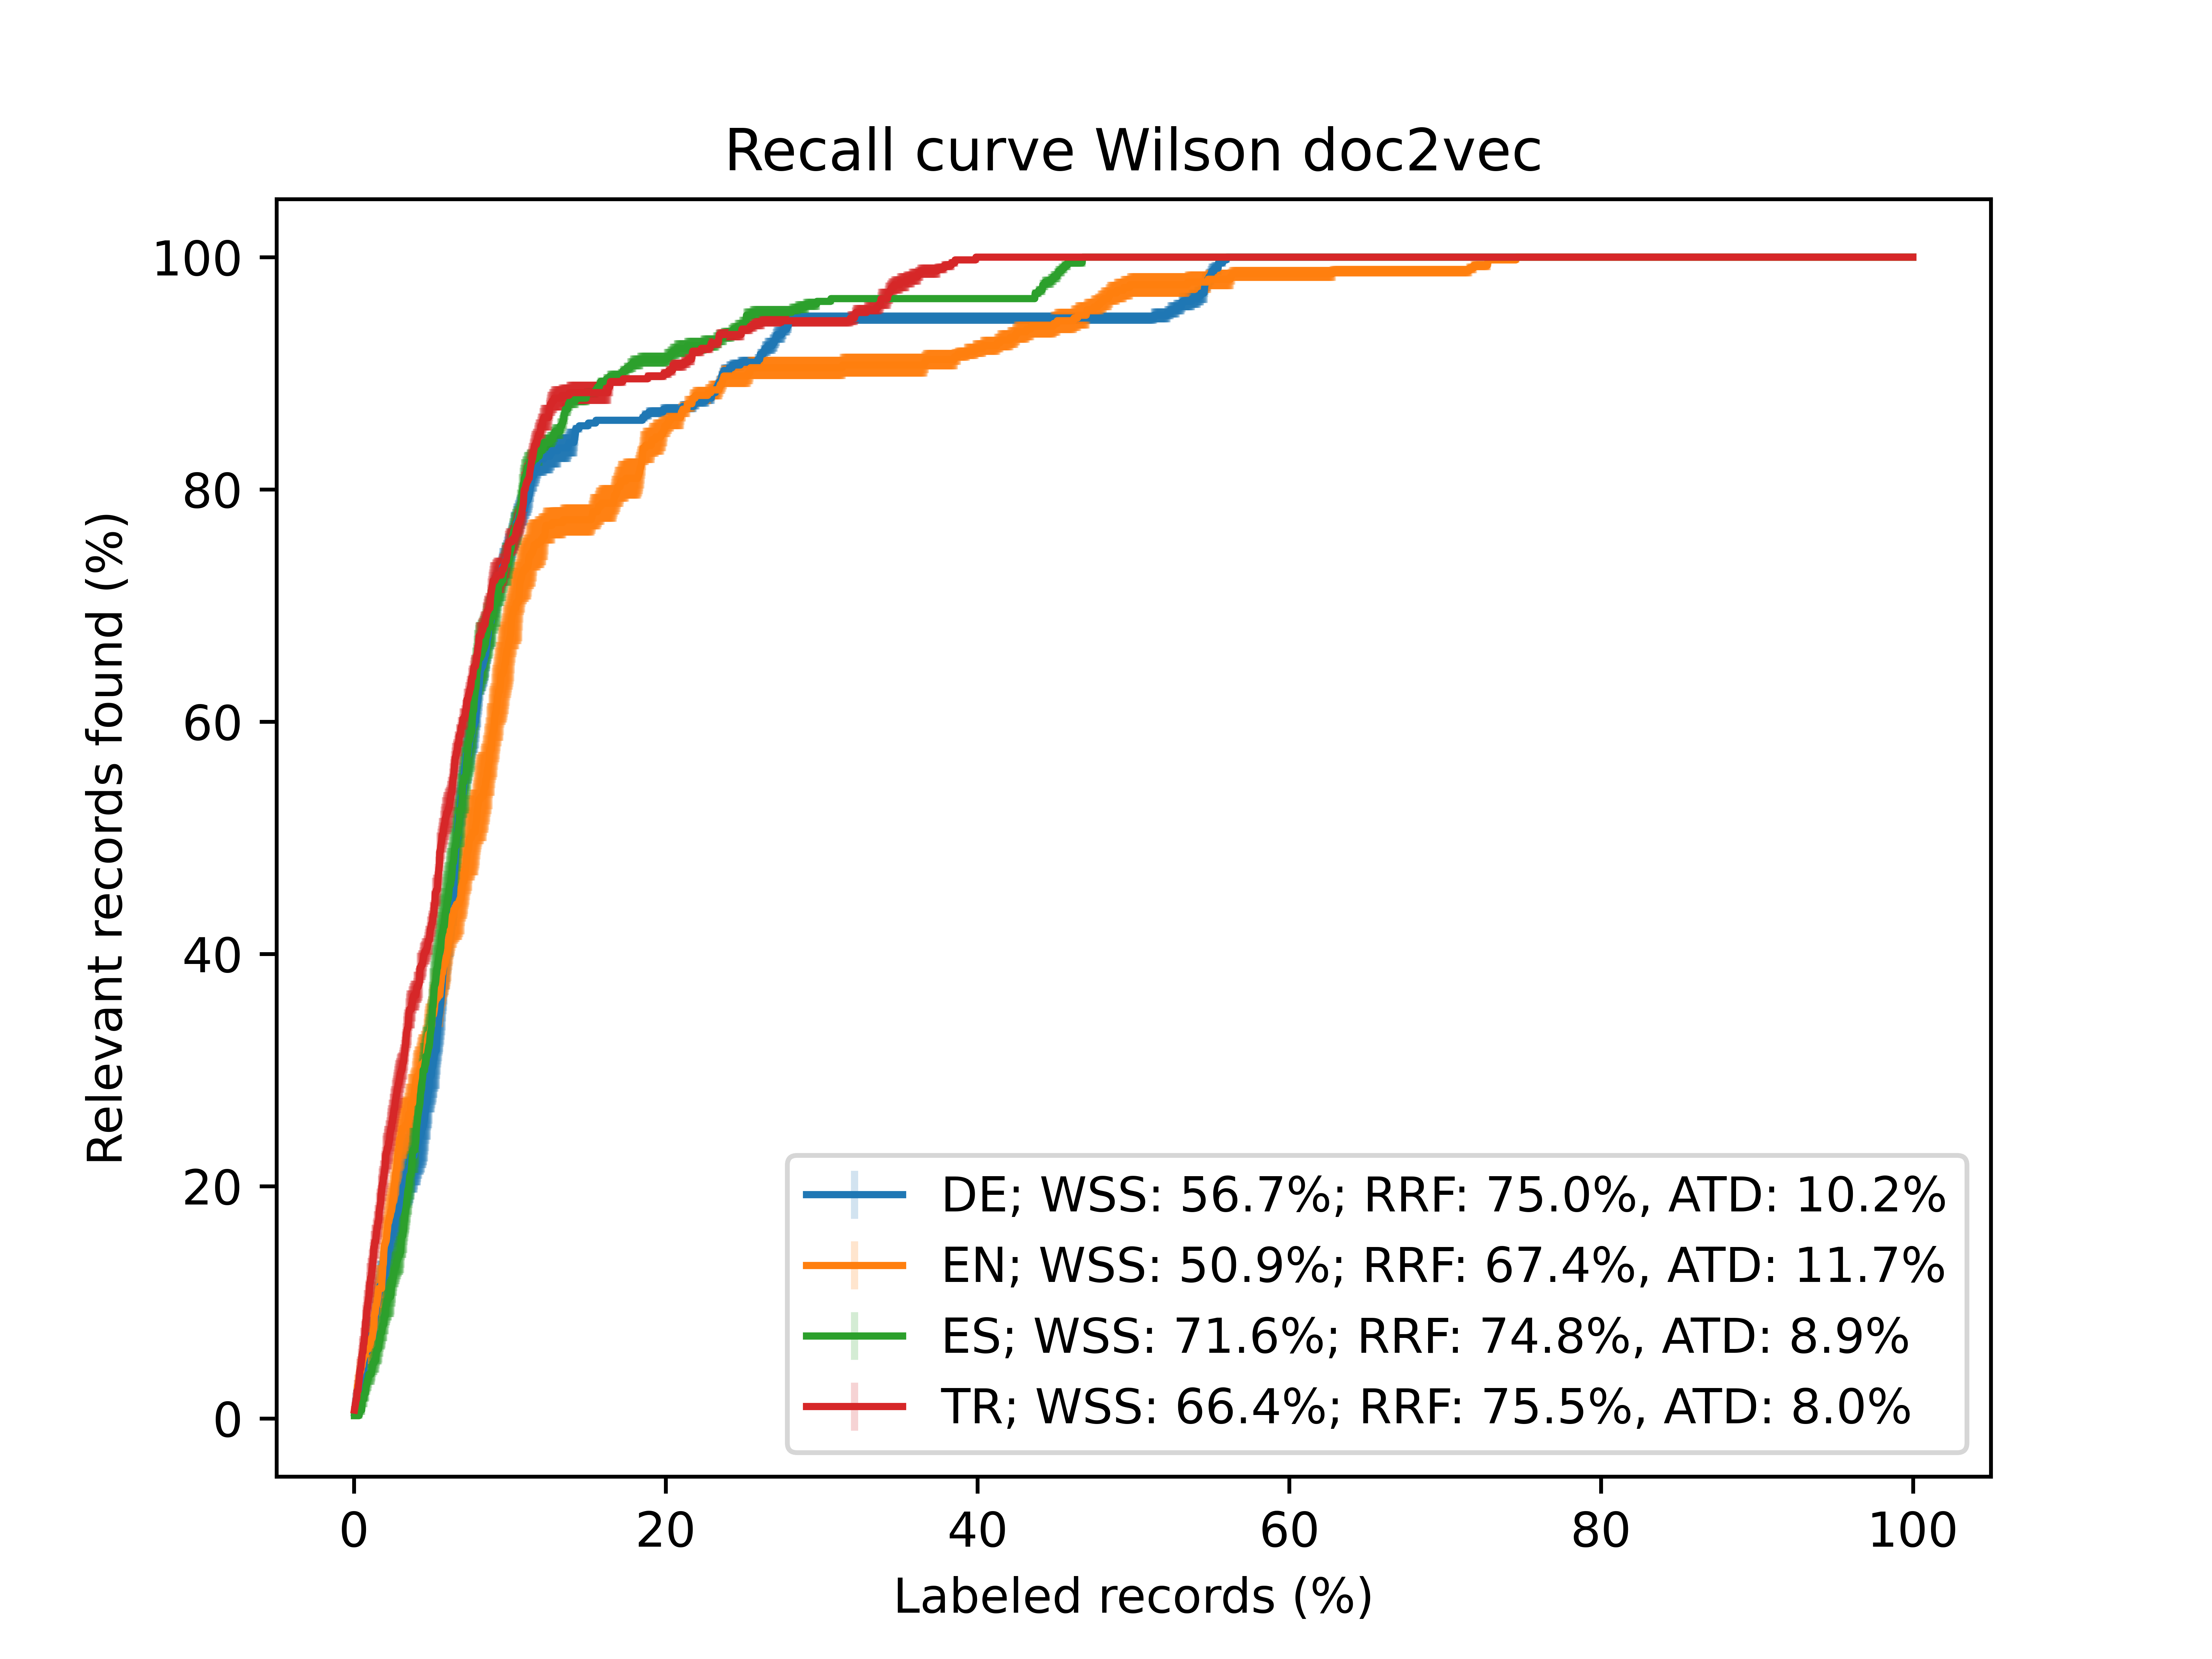 Recall curve Wilson doc2vec
Relevant records found (%)
100
80
60
40
20
0
DE; WSS: 56.7%; RRF: 75.0%, ATD: 10.2%
EN; WSS: 50.9%; RRF: 67.4%, ATD: 11.7%
ES; WSS: 71.6%; RRF: 74.8%, ATD: 8.9%
TR; WSS: 66.4%; RRF: 75.5%, ATD: 8.0%
0 20 40 60 80 100
Labeled records (%)